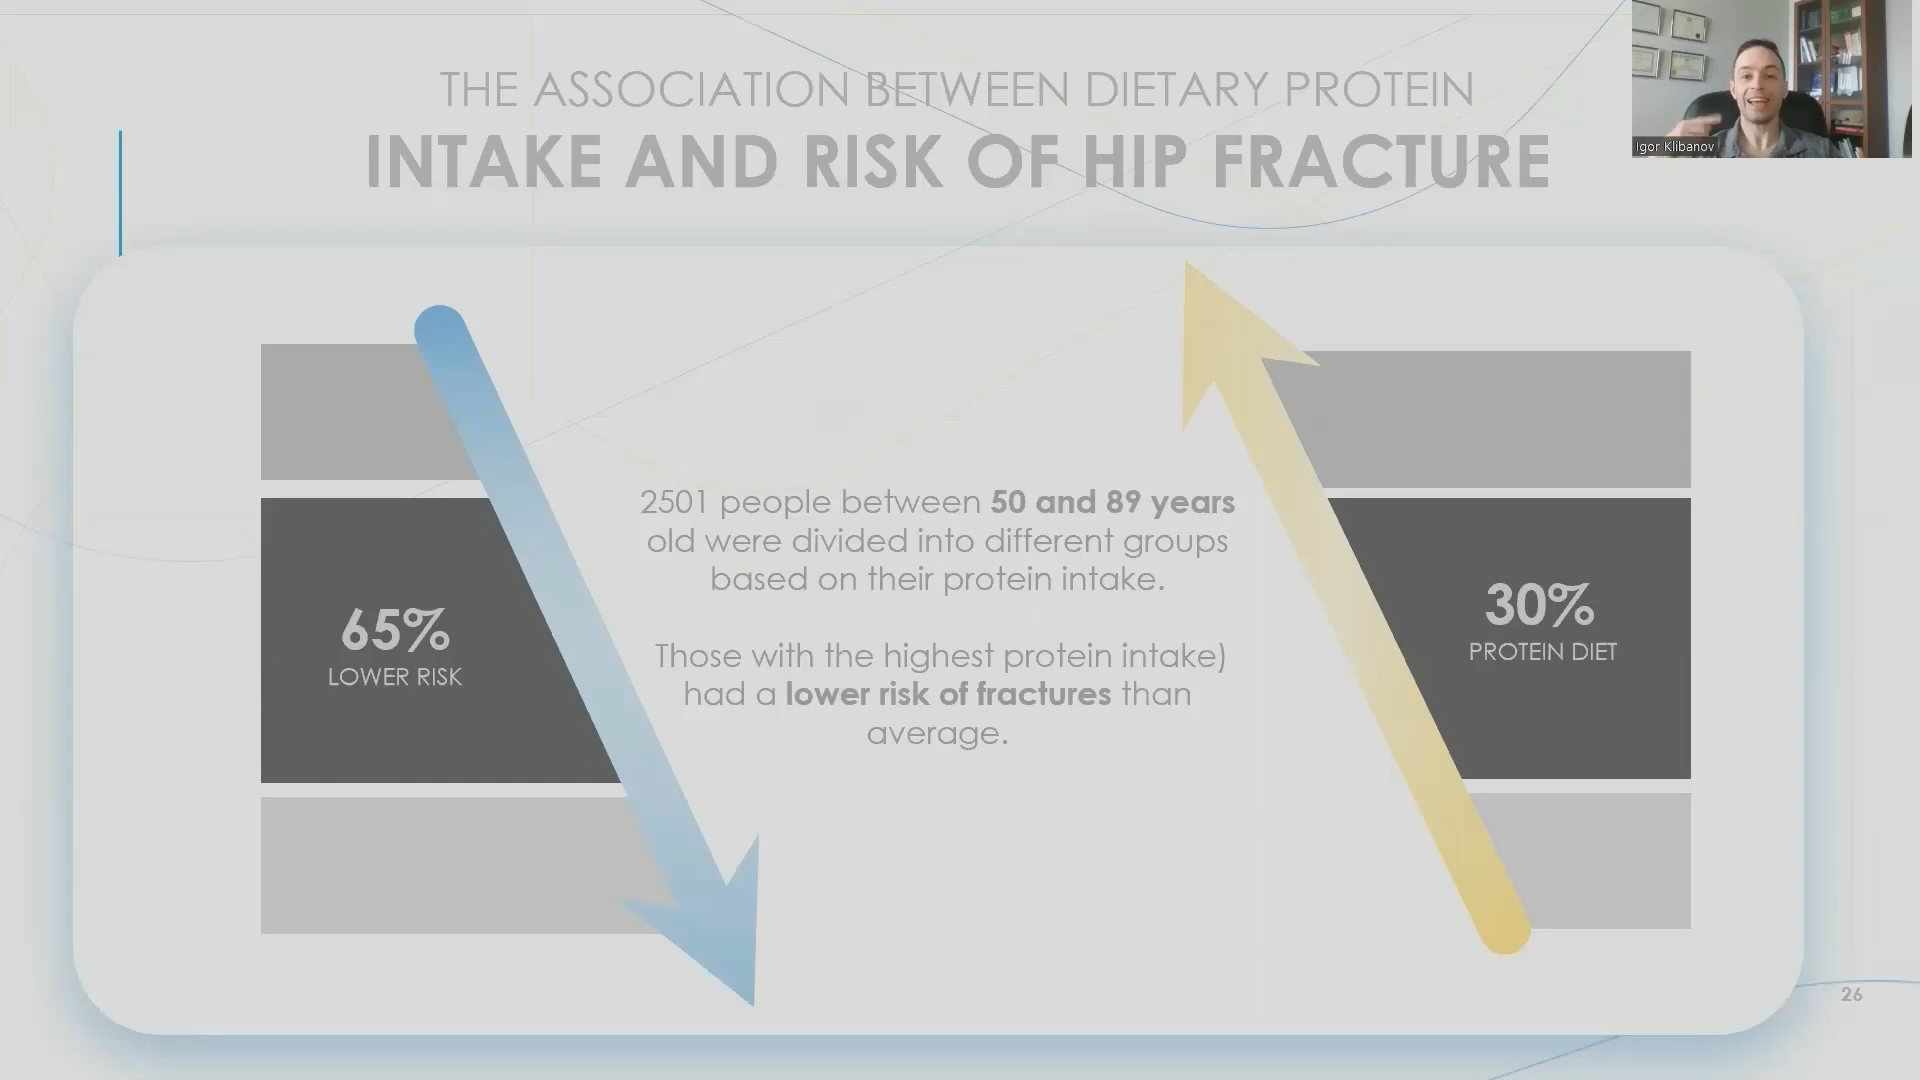 THE ASSOCIATION BETWEEN DIETARY PROTEIN
INTAKE AND RISK OF HIP FRACTURE
Igor Klibanov
2501 people between 50 and 89 years
old were divided into different groups
based on their protein intake.
Those with the highest protein intake)
had a lower risk of fractures than
average.
65%
LOWER RISK
30%
PROTEIN DIET
26